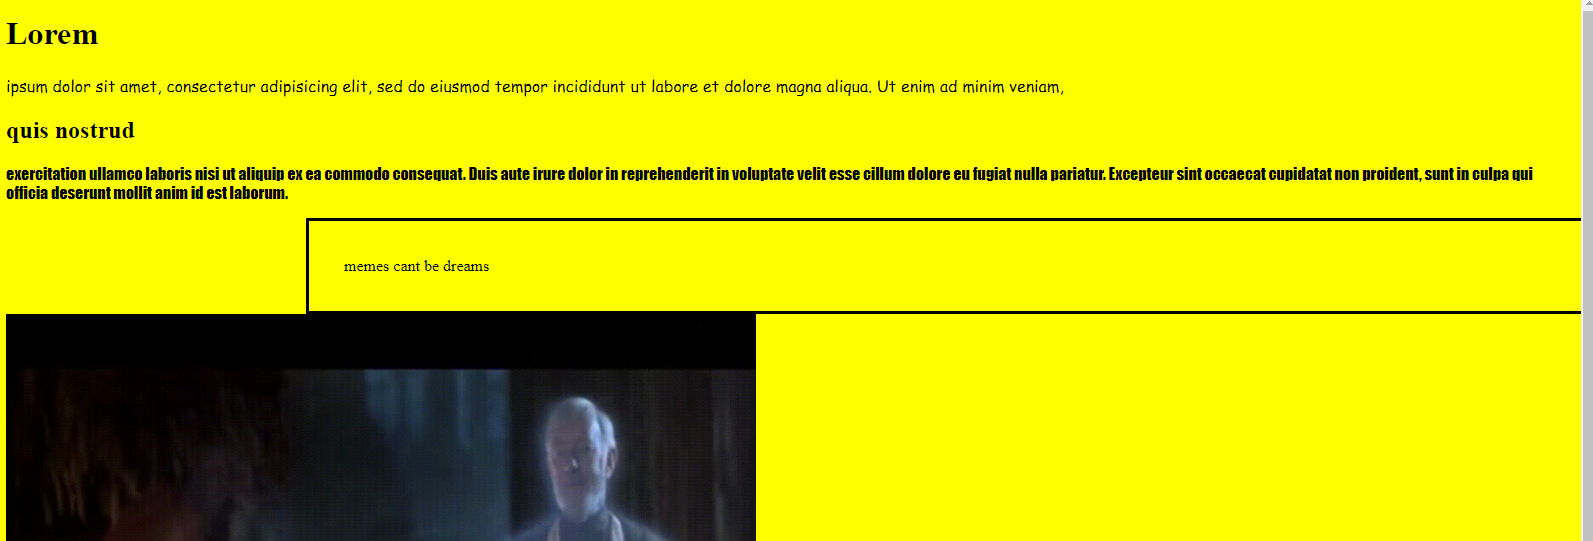 Lorem
ipsum dolor sit amet, consectetur adipisicing elit, sed do eiusmod tempor incididunt ut labore et dolore magna aliqua. Ut enim ad minim veniam,
quis nostrud
exercitation ullamco laboris nisi ut aliquip ex ea commodo consequat. Duis aute irure dolor in reprehenderit in voluptate velit esse cillum dolore eu fugiat nulla pariatur. Excepteur sint occaecat cupidatat non proident, sunt in culpa qui
officia deserunt mollit anim id est laborum.
memes cant be dreams